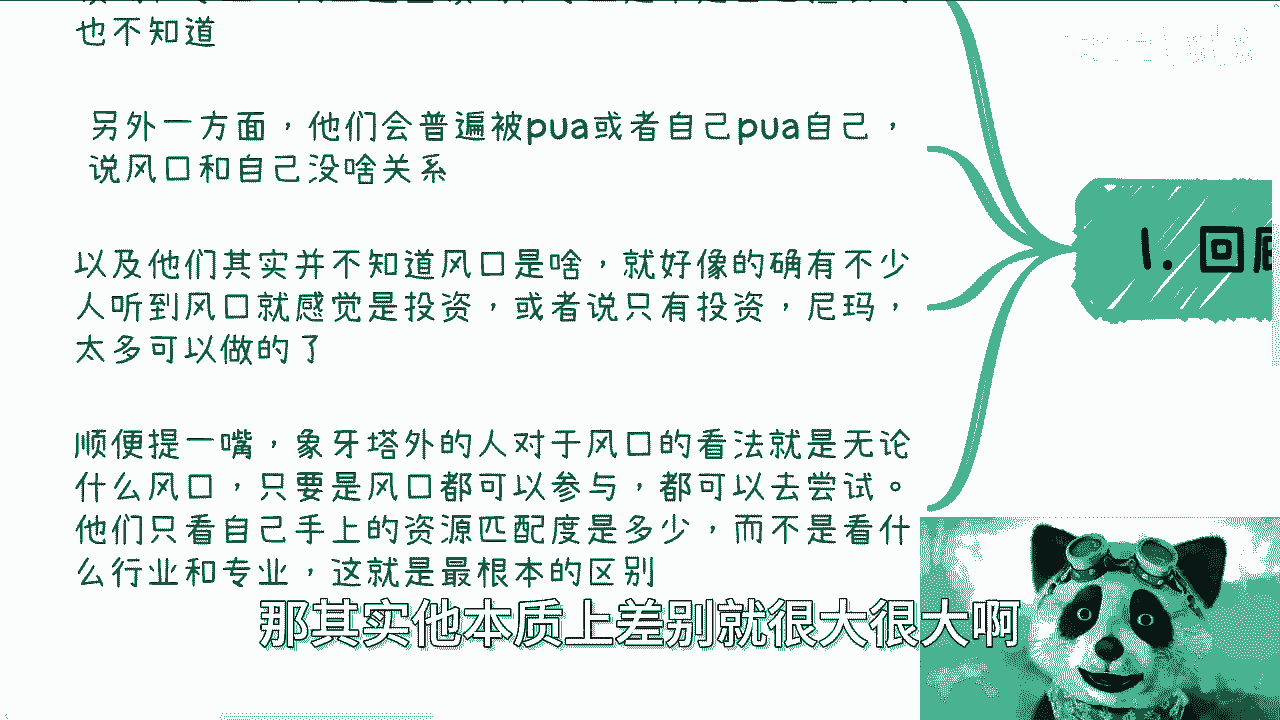 也不知道
另外一方面，他们会普遍被pua或者自己pua自己，
说风口和自己没啥关系
以及他们其实并不知道风口是啥，就好像的确有不少
人听到风口就感觉是投资，或者说只有投资，尼玛，
太多可以做的了
顺便提一嘴，象牙塔外的人对于风口的看法就是无论
什么风口，只要是风口都可以参与，都可以去尝试。
他们只看自己手上的资源匹配度是多少，而不是看什
么行业和专业，这就是最根本的区别
1. 回
那其实他本质上差别就很大很大啊